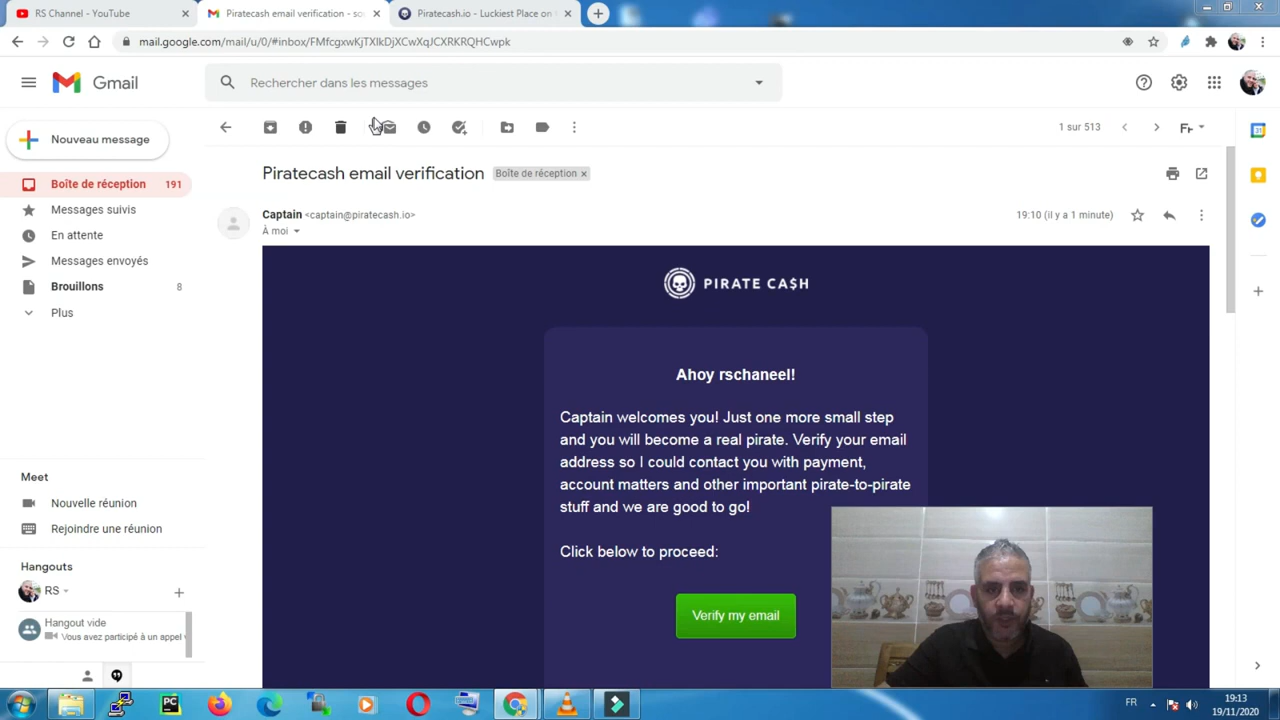 RS Channel - YouTube
Piratecash email verification - so
Piratecash.io - Luckiest Place on
mail.google.com/mail/u/0/#inbox/FMfcgxwKjTXlkDjXCwXqJCXRKRQHCwpk
Gmail
Rechercher dans les messages
Nouveau message
1 sur 513
Boîte de réception 191
Piratecash email verification
Boîte de réception ×
Messages suivis
Captain <captain@piratecash.io>
19:10 (il y a 1 minute)
À moi
En attente
Messages envoyés
Brouillons 8
Plus
PIRATE CA$H
Ahoy rschaneel!
Captain welcomes you! Just one more small step
and you will become a real pirate. Verify your email
address so I could contact you with payment,
account matters and other important pirate-to-pirate
stuff and we are good to go!
Click below to proceed:
Verify my email
Meet
Nouvelle réunion
Rejoindre une réunion
Hangouts
RS
Hangout vide
Vous avez participé à un appel
31
PC
FR
19:13
19/11/2020